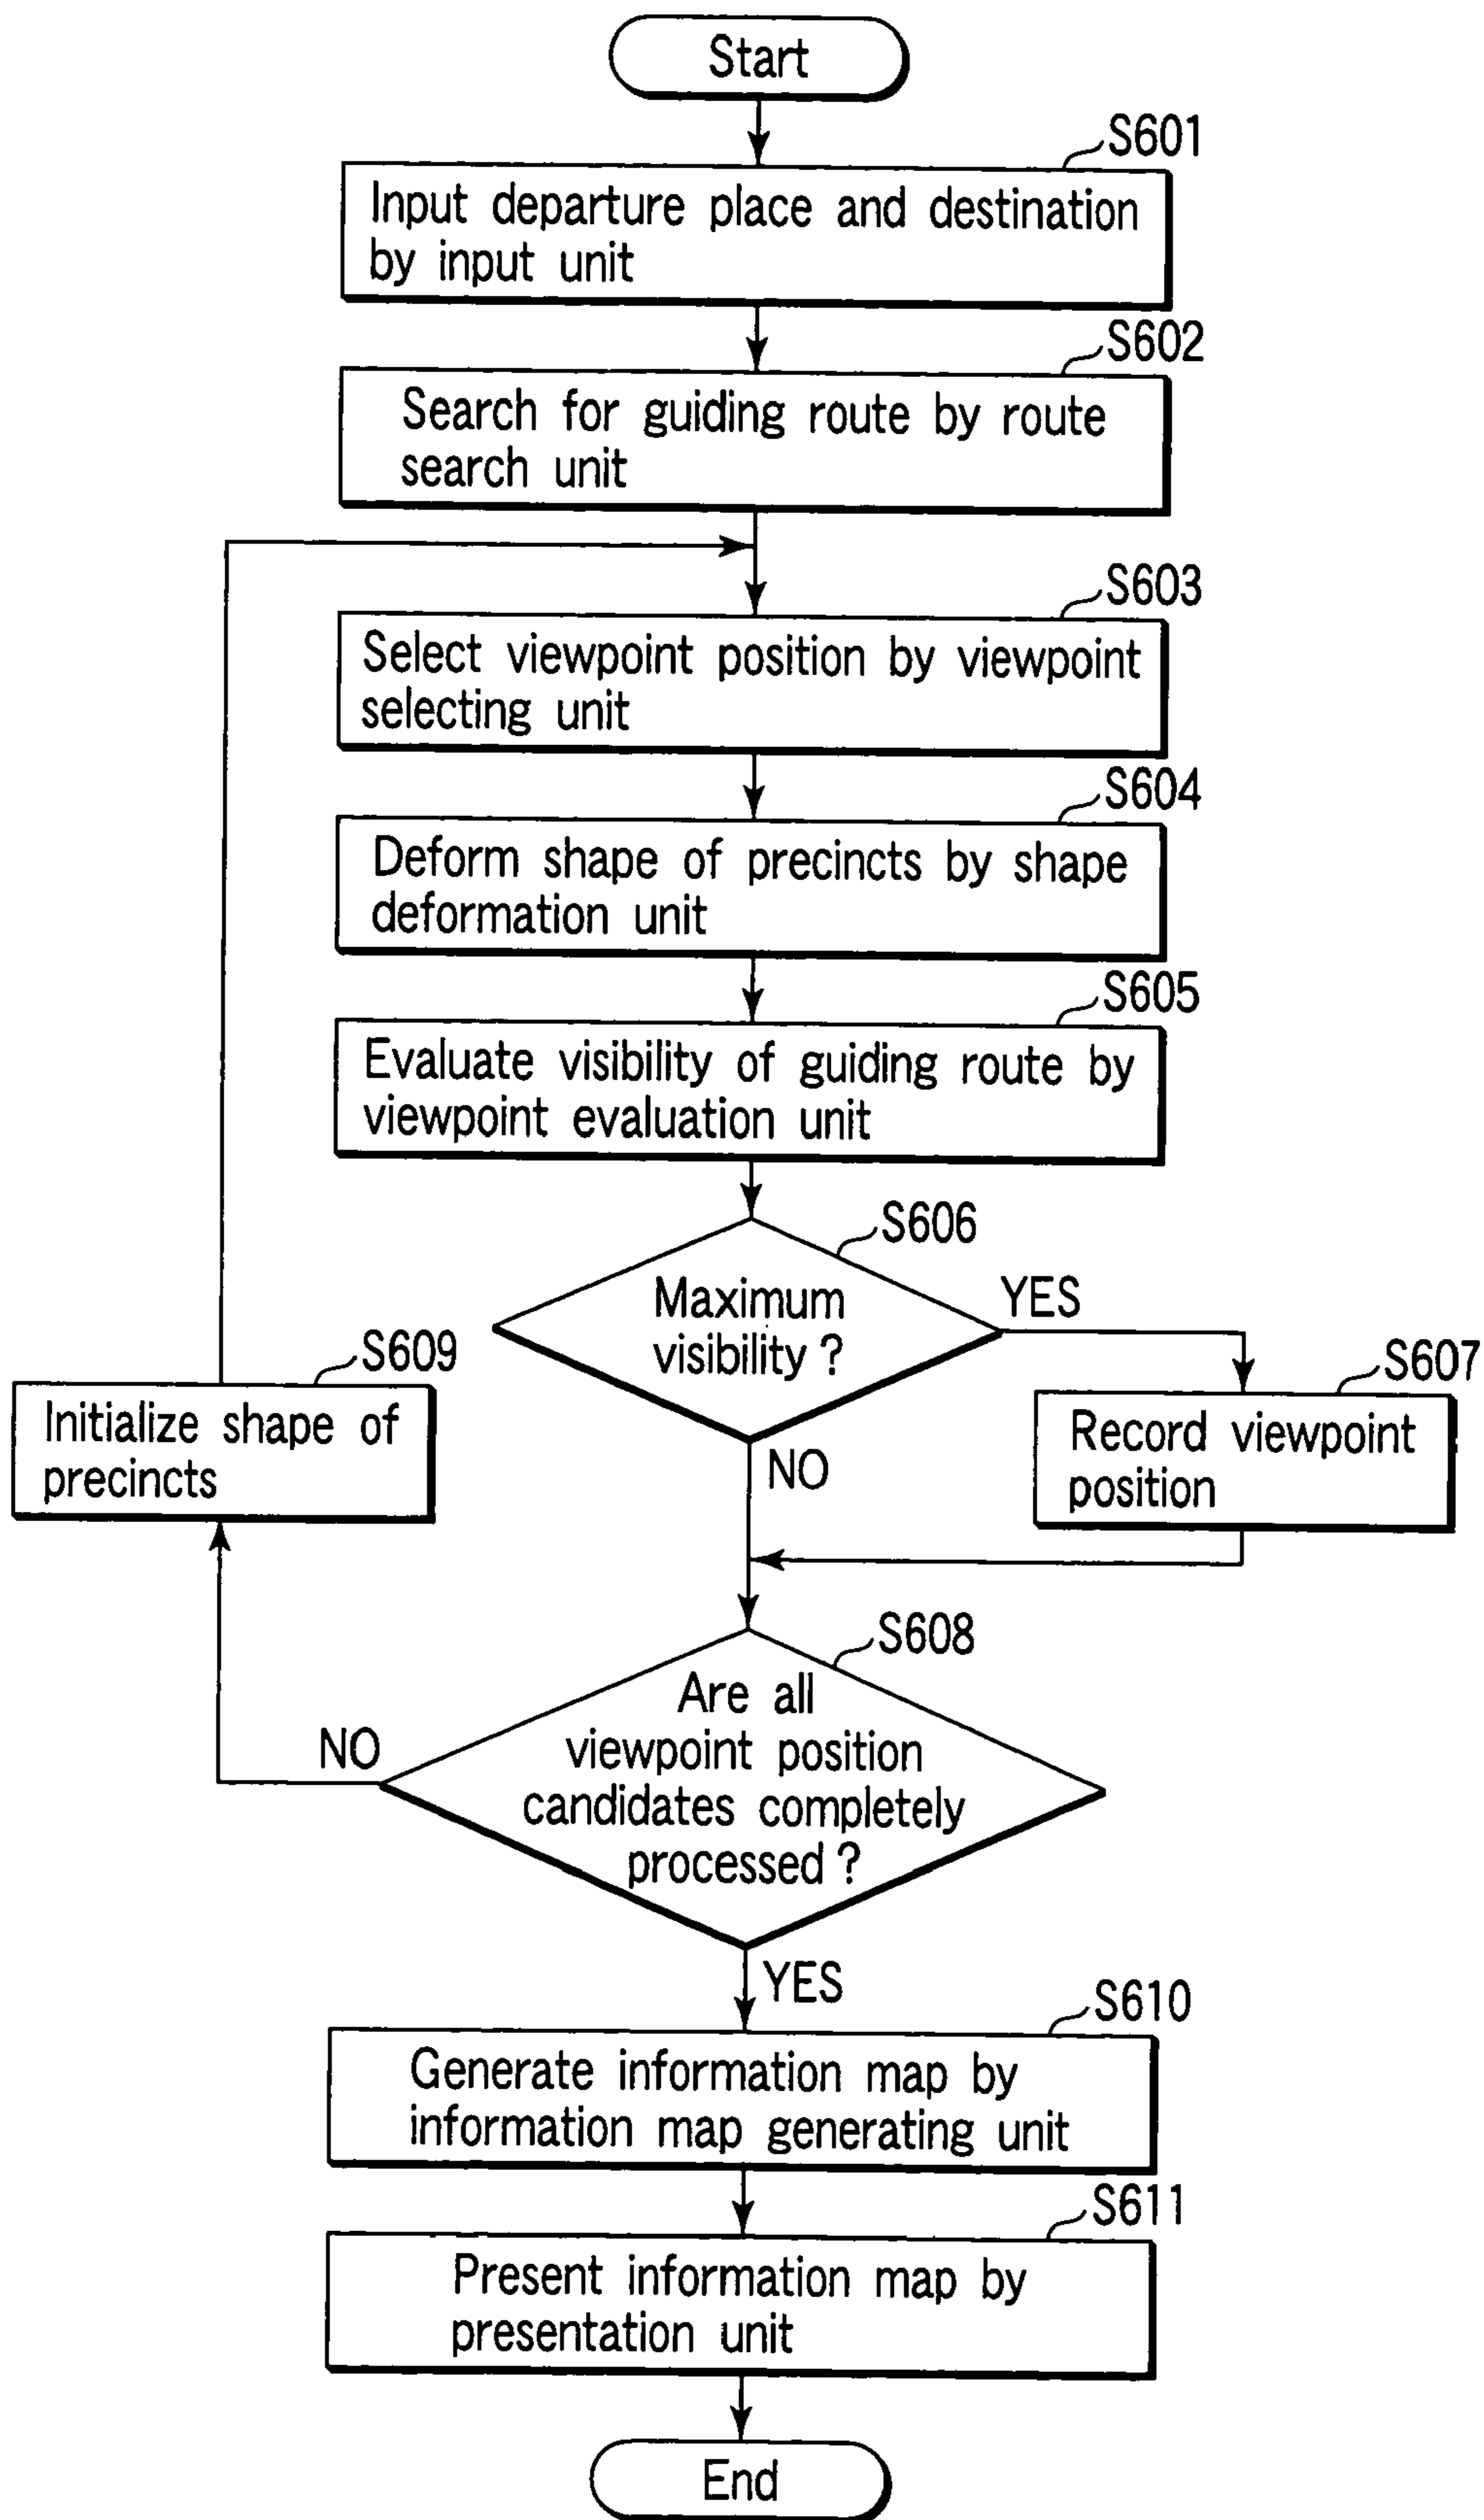 Start
S601
Input departure place and destination
by input unit
S602
Search for guiding route by route
search unit
S603
Select viewpoint position by viewpoint
selecting unit
S604
Deform shape of precincts by shape
deformation unit
S605
Evaluate visibility of guiding route by
viewpoint evaluation unit
S606
Maximum
visibility ?
YES
NO
S607
Record viewpoint
position
S609
Initialize shape of
precincts
S608
Are all
viewpoint position
candidates completely
processed ?
NO
YES
S610
Generate information map by
information map generating unit
S611
Present information map by
presentation unit
End